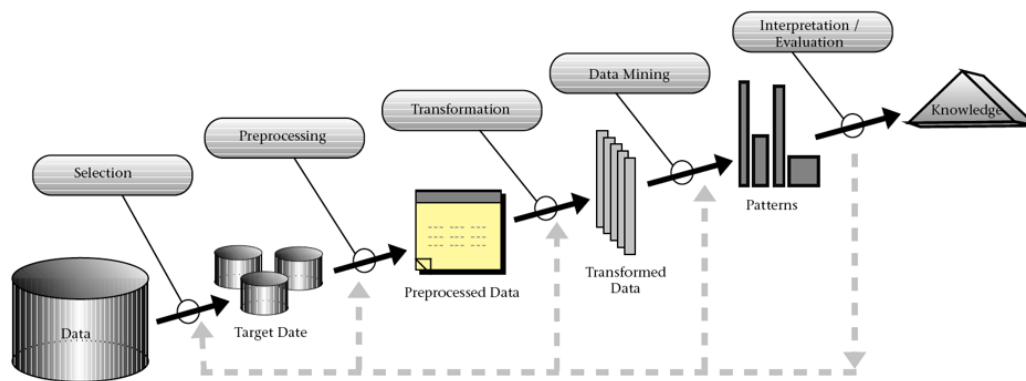 Interpretation /
Evaluation
Data Mining
Transformation
Preprocessing
Selection
Knowledge
Patterns
Transformed
Data
Preprocessed Data
Target Date
Data